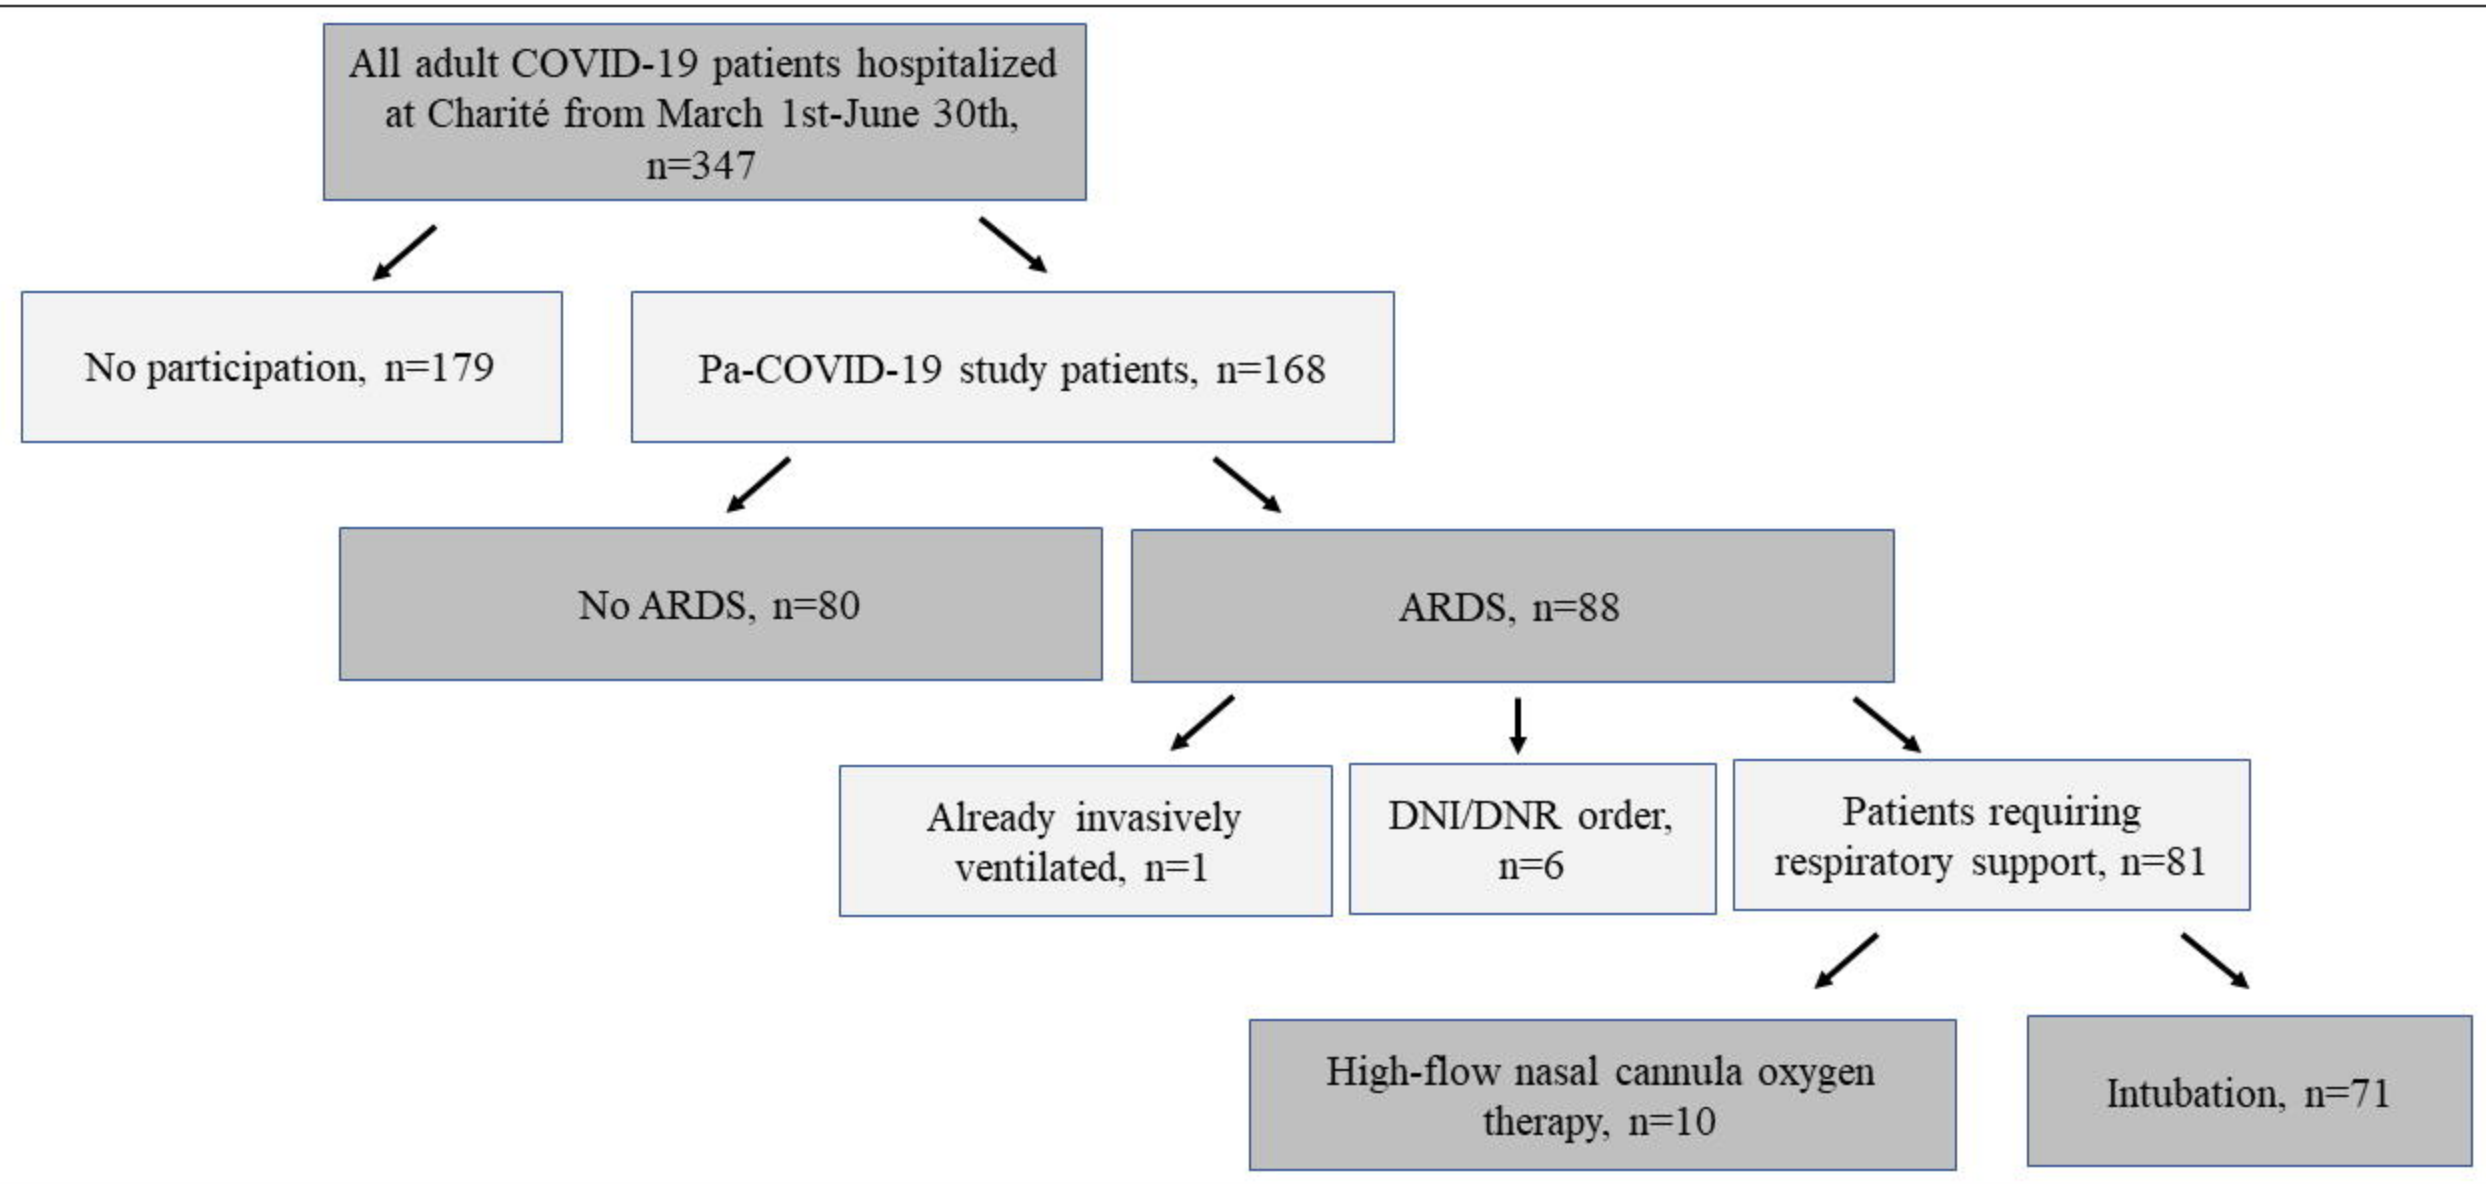 All adult COVID-19 patients hospitalized
at Charité from March 1st-June 30th,
n=347
No participation, n=179
Pa-COVID-19 study patients, n=168
No ARDS, n=80
ARDS, n=88
Already invasively
ventilated, n=1
DNI/DNR order,
n=6
Patients requiring
respiratory support, n=81
High-flow nasal cannula oxygen
therapy, n=10
Intubation, n=71